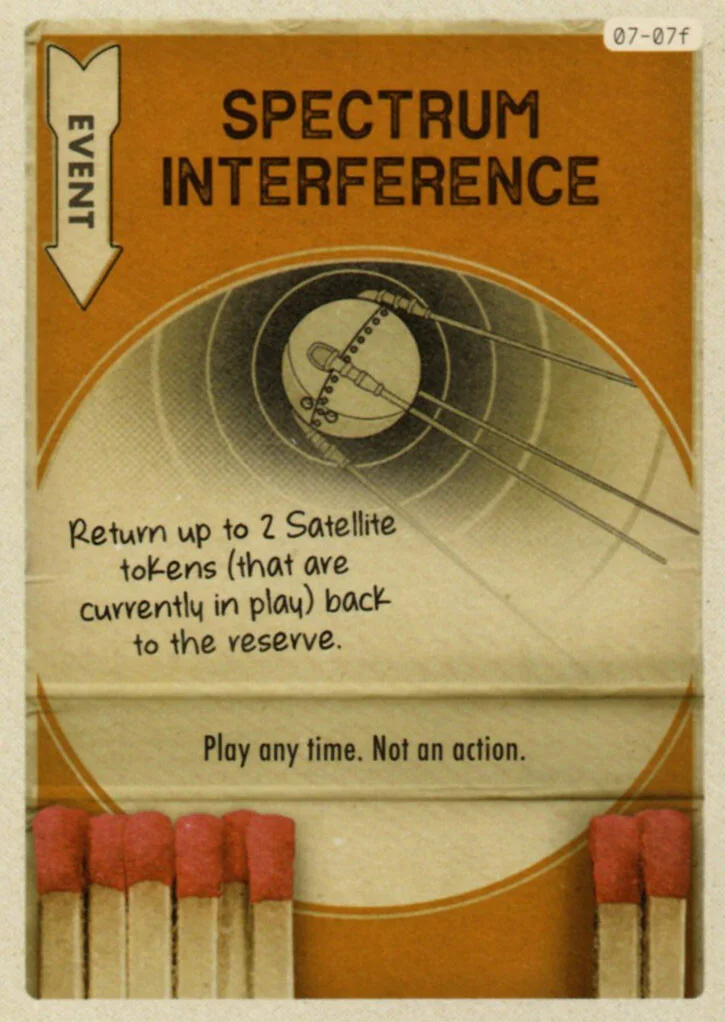 07-07f
EVENT
SPECTRUM
INTERFERENCE
Return up to 2 Satellite
tokens (that are
currently in play) back
to the reserve.
Play any time. Not an action.